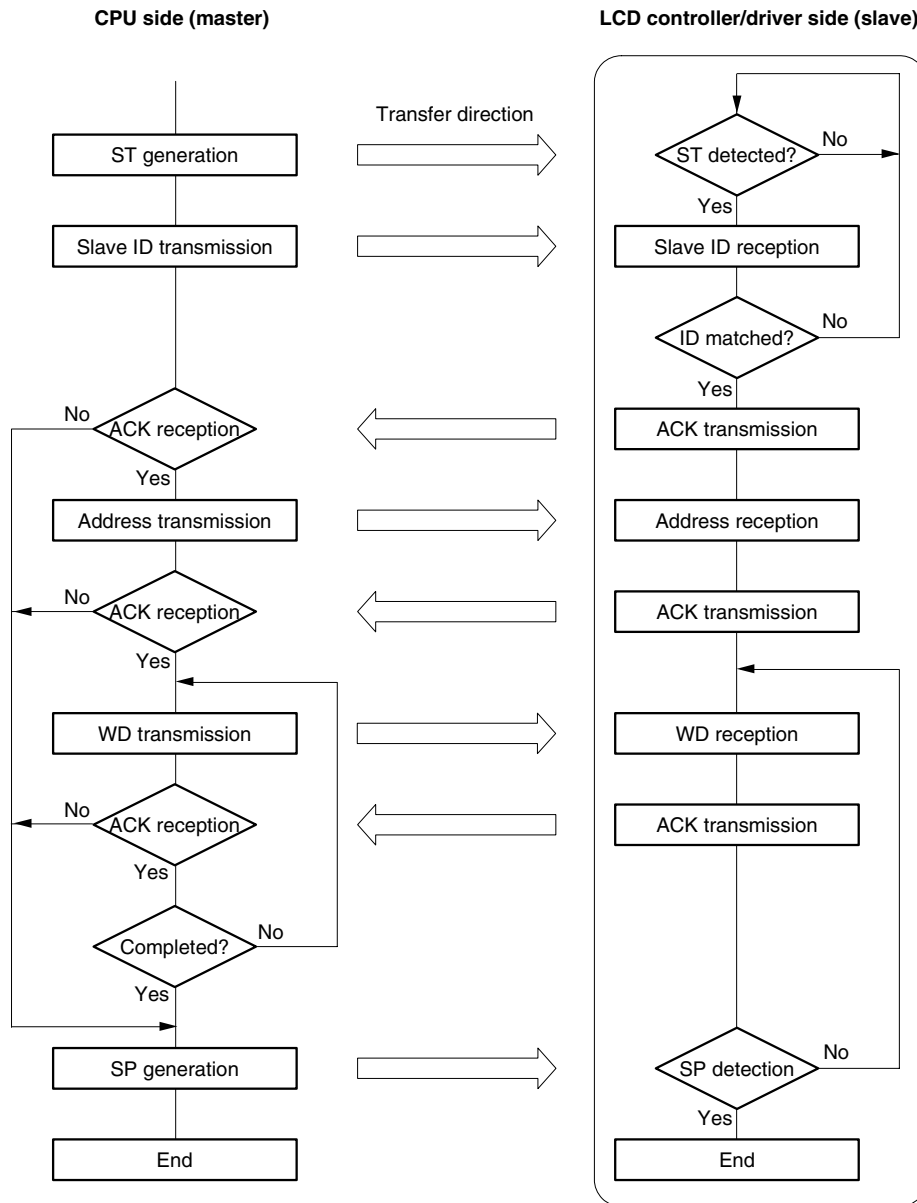 CPU side (master)
LCD controller/driver side (slave)
Transfer direction
ST generation
ST detected?
No
Yes
Slave ID transmission
Slave ID reception
ID matched?
No
Yes
No
ACK reception
ACK transmission
Yes
Address transmission
Address reception
No
ACK reception
ACK transmission
Yes
WD transmission
WD reception
No
ACK reception
ACK transmission
Yes
Completed?
No
Yes
SP generation
SP detection
No
Yes
End
End